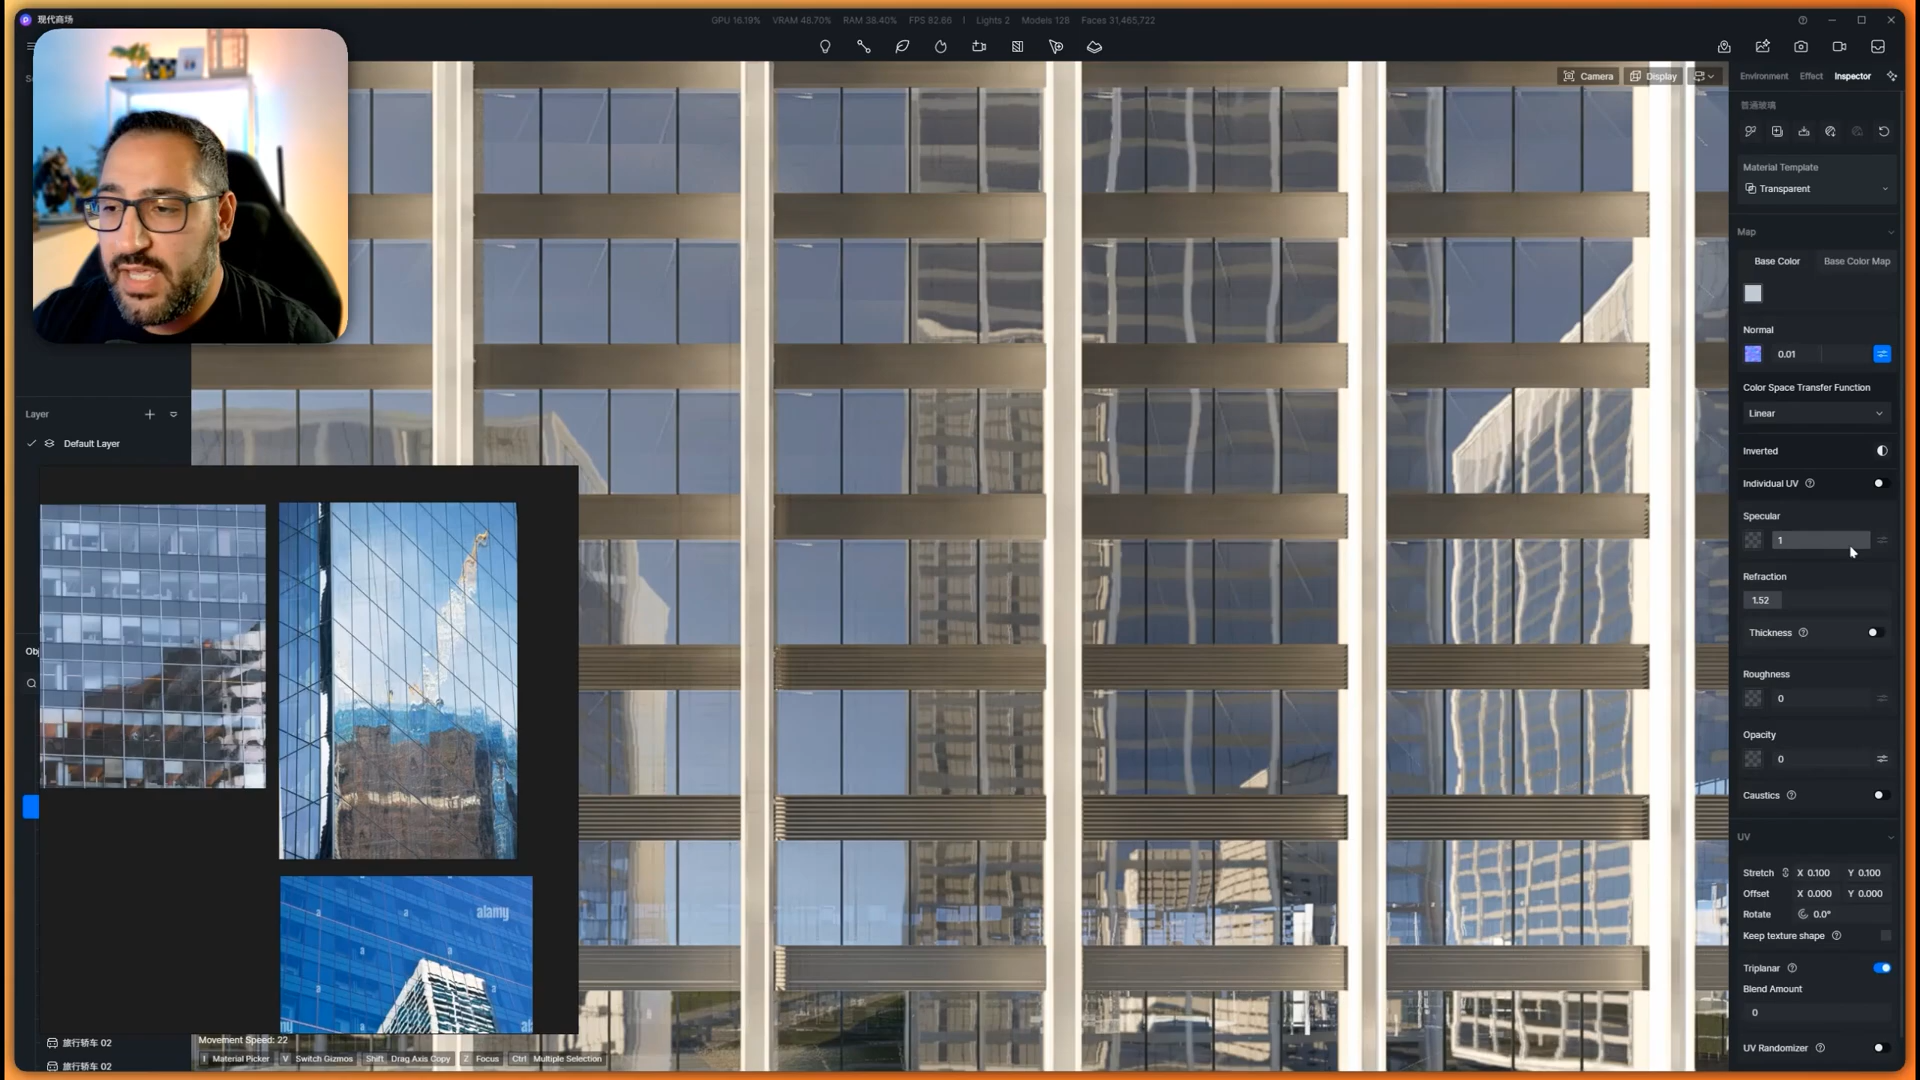 现代商场
GPU 16.19% VRAM 48.70% RAM 38.40% FPS 82.66 | Lights 2 Models 128 Faces 31,465,722
Camera
Display
Environment Effect Inspector
普通玻璃
Material Template
Transparent
Map
Base Color Base Color Map
Normal
0.01
Color Space Transfer Function
Linear
Inverted
Individual UV
Specular
1
Refraction
1.52
Thickness
Roughness
0
Opacity
0
Caustics
UV
Stretch X 0.100 Y 0.100
Offset X 0.000 Y 0.000
Rotate 0.0°
Keep texture shape
Triplanar
Blend Amount
0
UV Randomizer
Layer
Default Layer
Obj
alamy
a a
a a
a a
旅行轿车 02
旅行轿车 02
Movement Speed: 22
I Material Picker V Switch Gizmos Shift Drag Axis Copy Z Focus Ctrl Multiple Selection